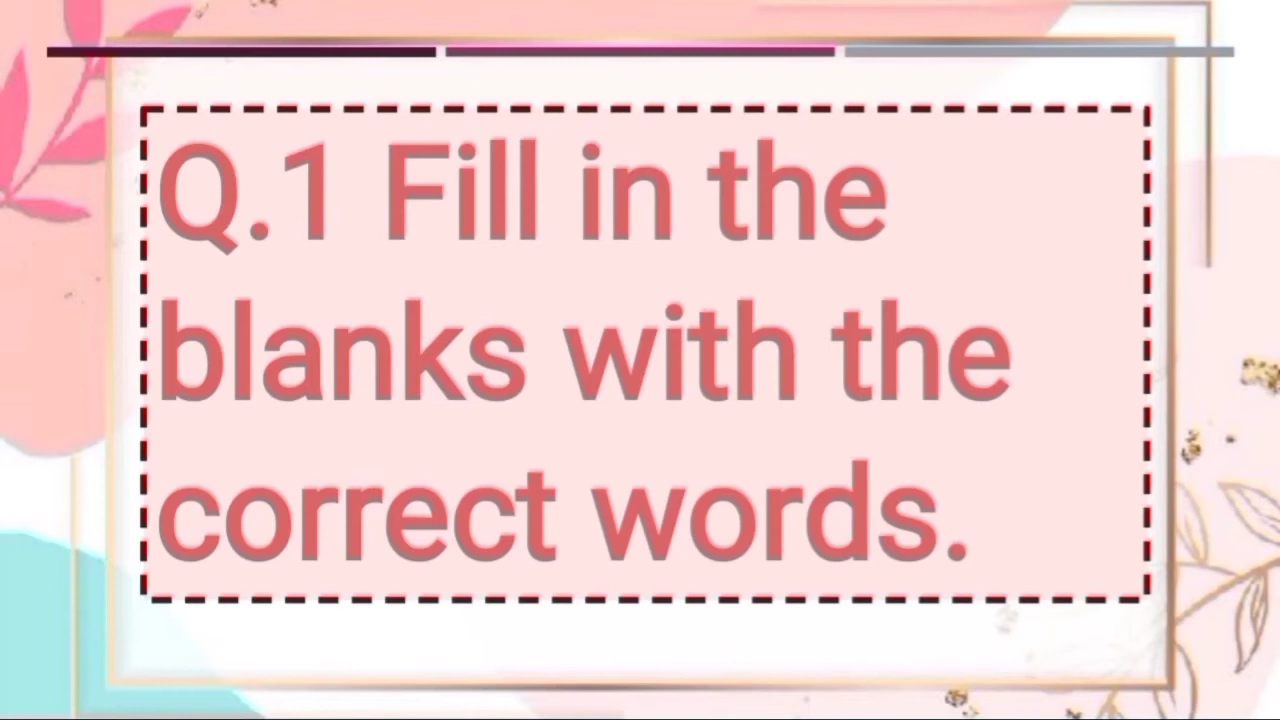 Q.1 Fill in the
blanks with the
correct words.